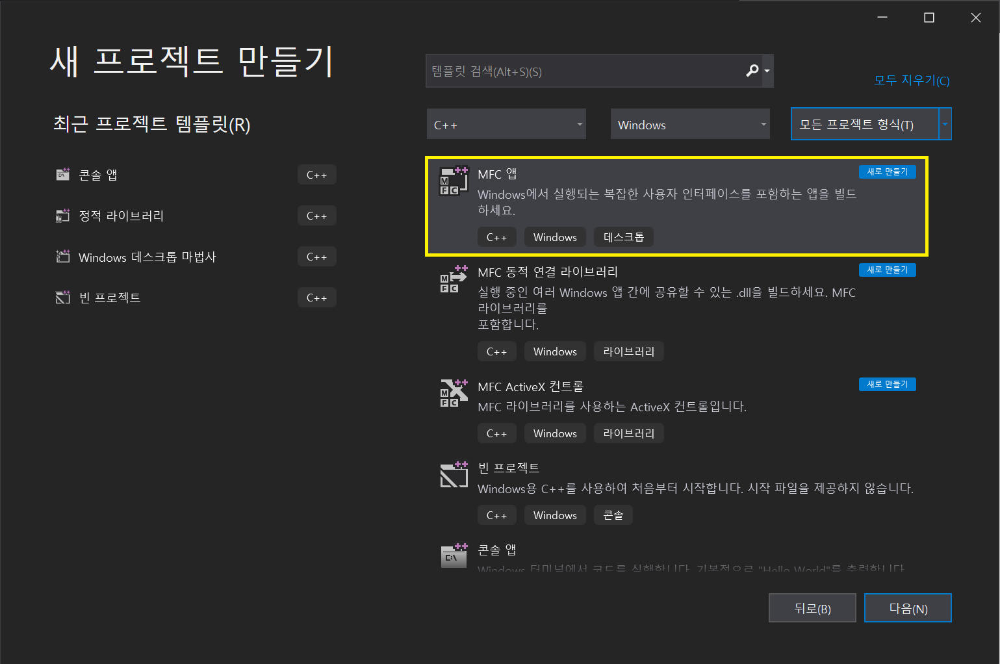 새 프로젝트 만들기
최근 프로젝트 템플릿(R)
콘솔 앱
C++
정적 라이브러리
C++
Windows 데스크톱 마법사
C++
빈 프로젝트
C++
템플릿 검색(Alt+S)(S)
모두 지우기(C)
C++
Windows
모든 프로젝트 형식(T)
MFC 앱
새로 만들기
Windows에서 실행되는 복잡한 사용자 인터페이스를 포함하는 앱을 빌드
하세요.
C++ Windows 데스크톱
MFC 동적 연결 라이브러리
새로 만들기
실행 중인 여러 Windows 앱 간에 공유할 수 있는 .dll을 빌드하세요. MFC
라이브러리를
포함합니다.
C++ Windows 라이브러리
MFC ActiveX 컨트롤
새로 만들기
MFC 라이브러리를 사용하는 ActiveX 컨트롤입니다.
C++ Windows 라이브러리
빈 프로젝트
Windows용 C++를 사용하여 처음부터 시작합니다. 시작 파일을 제공하지 않습니다.
C++ Windows 콘솔
콘솔 앱
Windows 터미널에서 코드를 실행합니다. 기본적으로 "Hello World"를 출력합니다.
뒤로(B)
다음(N)